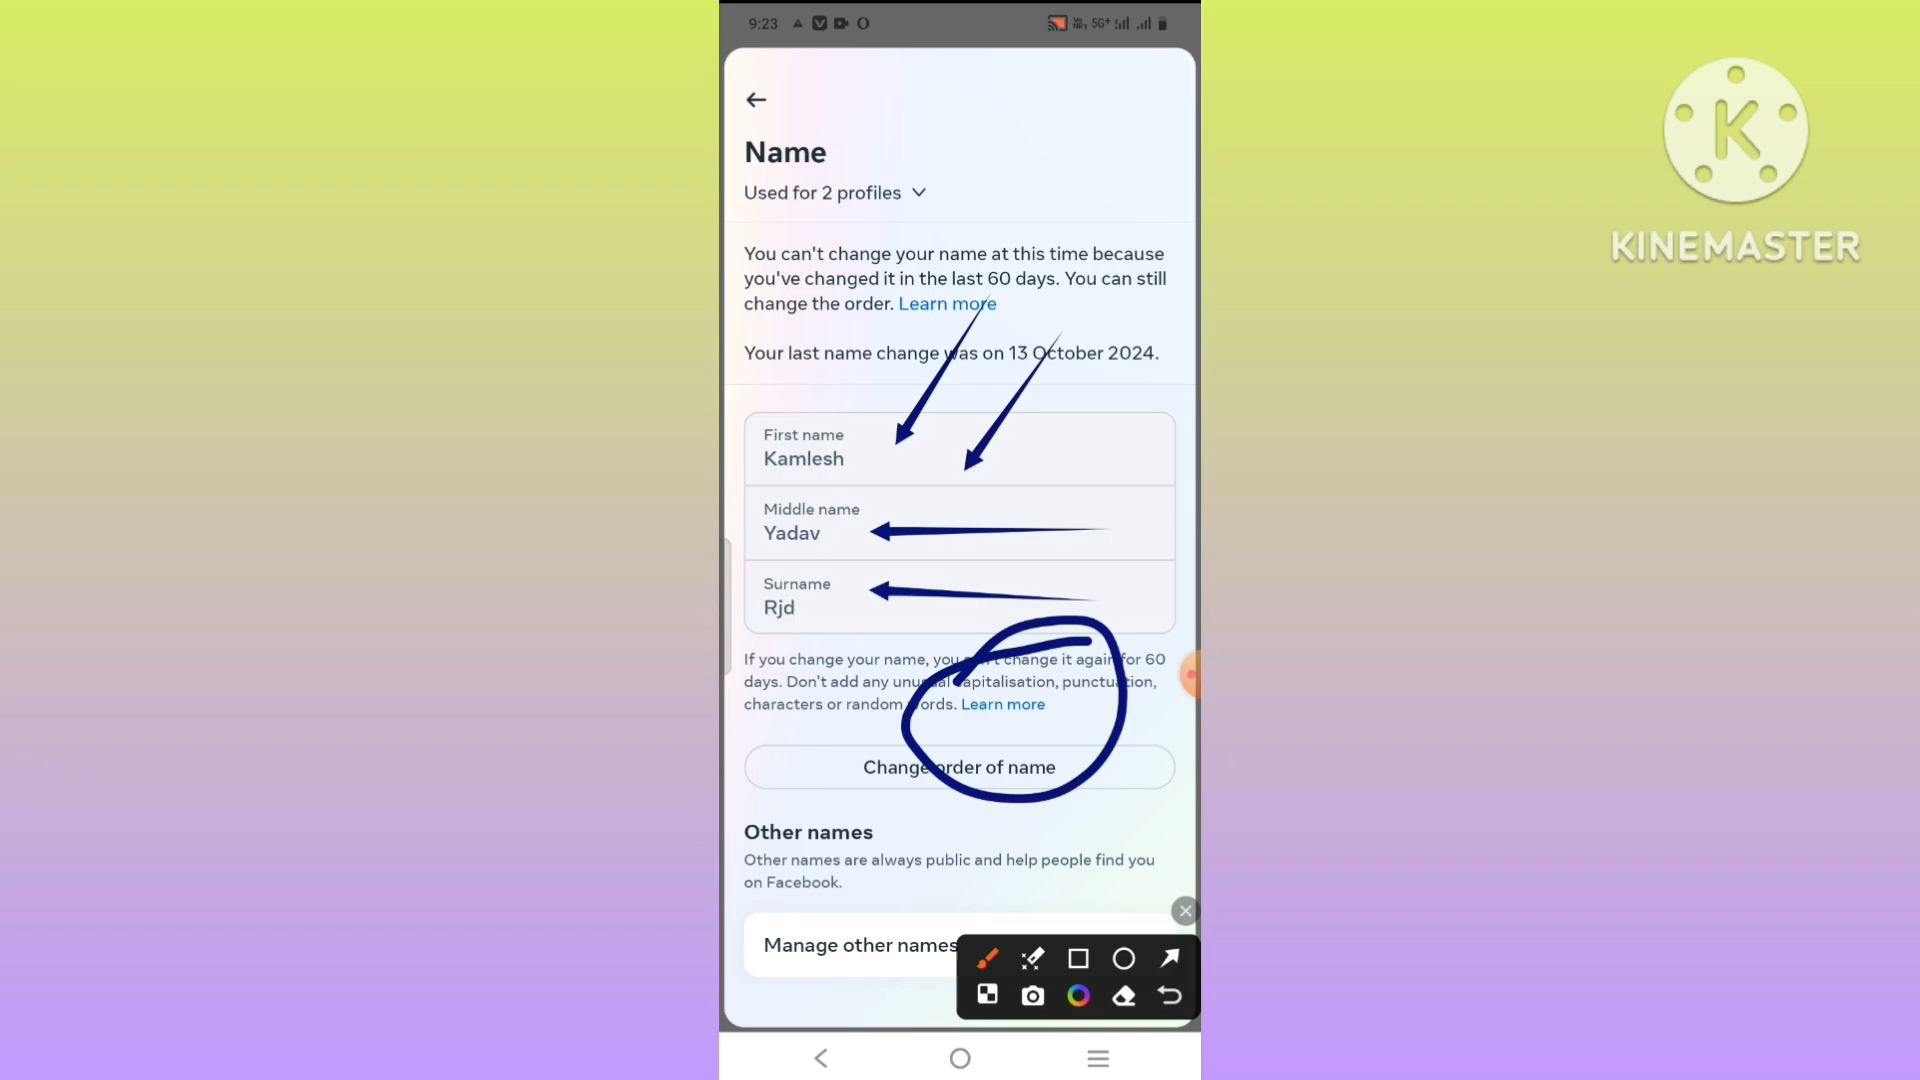 9:23
5G+
Name
Used for 2 profiles
You can't change your name at this time because
you've changed it in the last 60 days. You can still
change the order. Learn more
Your last name change was on 13 October 2024.
First name
Kamlesh
Middle name
Yadav
Surname
Rjd
If you change your name, you can't change it again for 60
days. Don't add any unusual capitalisation, punctuation,
characters or random words. Learn more
Change order of name
Other names
Other names are always public and help people find you
on Facebook.
Manage other names
K
KINEMASTER